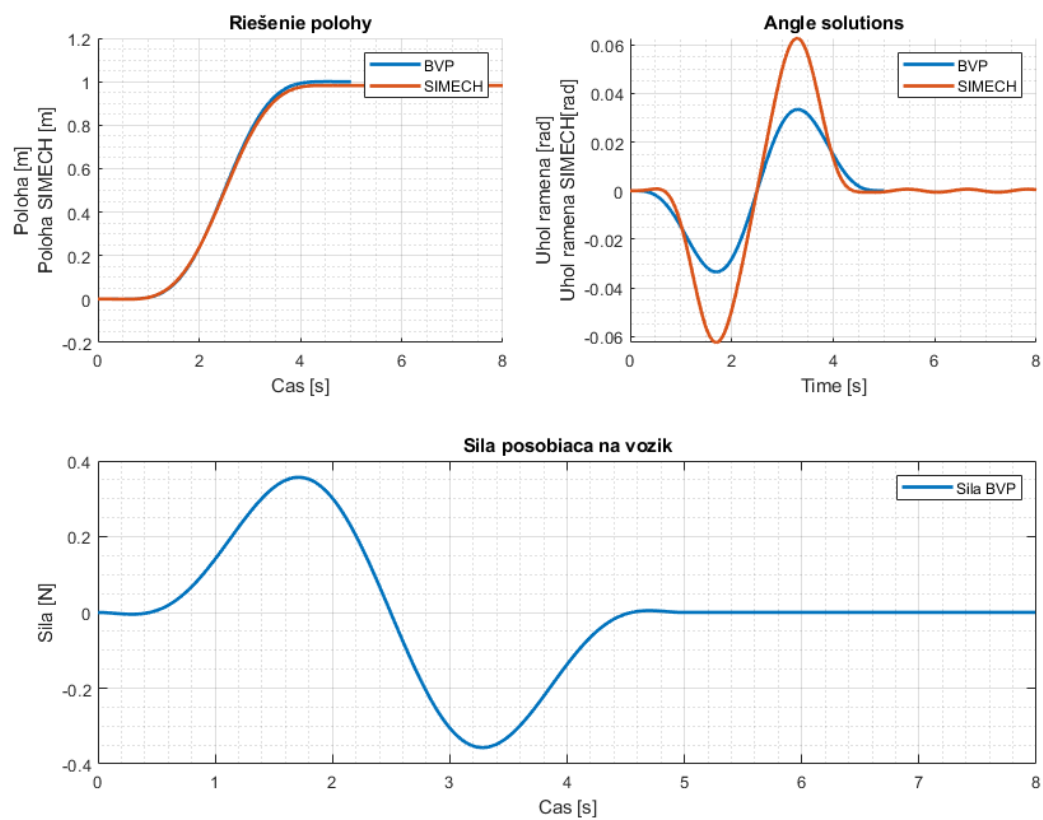 Riešenie polohy
1.2
1
0.8
0.6
0.4
0.2
0
-0.2
Poloha [m]
Poloha SIMECH [m]
BVP
SIMECH
0 2 4 6 8
Cas [s]
Angle solutions
0.06
0.04
0.02
0
-0.02
-0.04
-0.06
Uhol ramena [rad]
Uhol ramena SIMECH[rad]
BVP
SIMECH
0 2 4 6 8
Time [s]
Sila posobiaca na vozik
0.4
0.2
0
-0.2
-0.4
Sila [N]
Sila BVP
0 1 2 3 4 5 6 7 8
Cas [s]